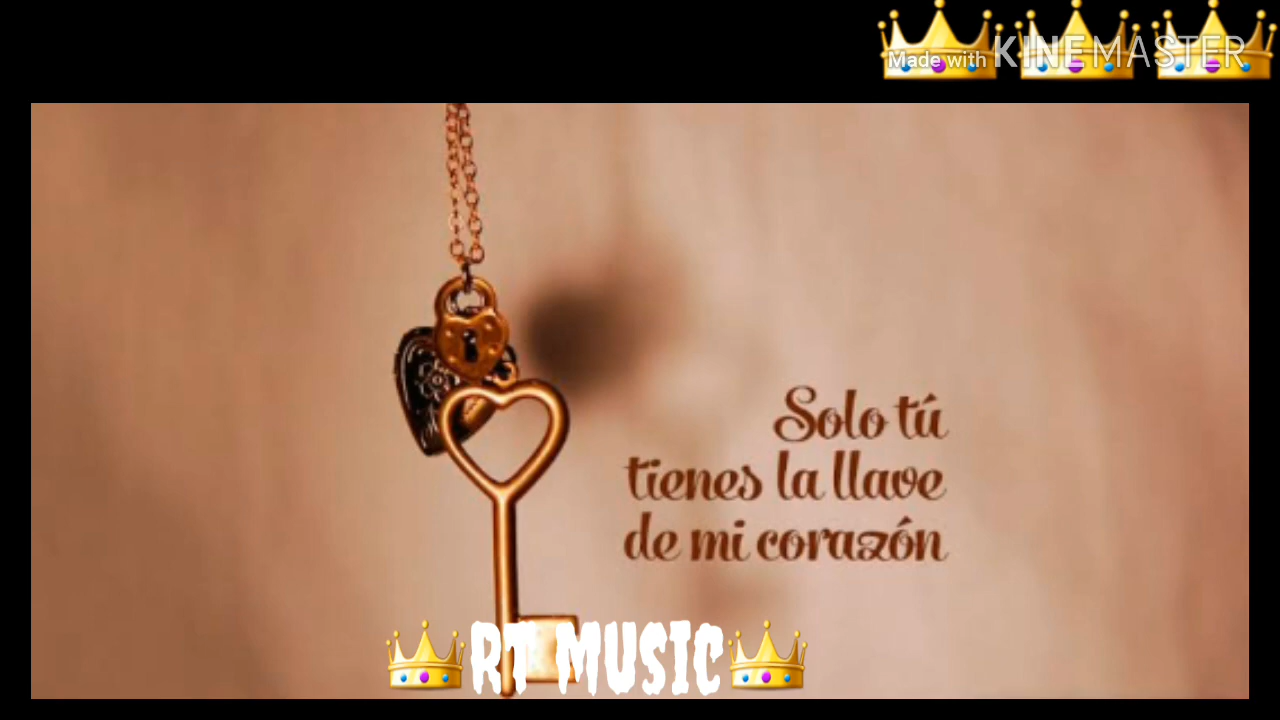 Made with KINEMASTER
Solo tú
tienes la llave
de mi corazón
RT MUSIC